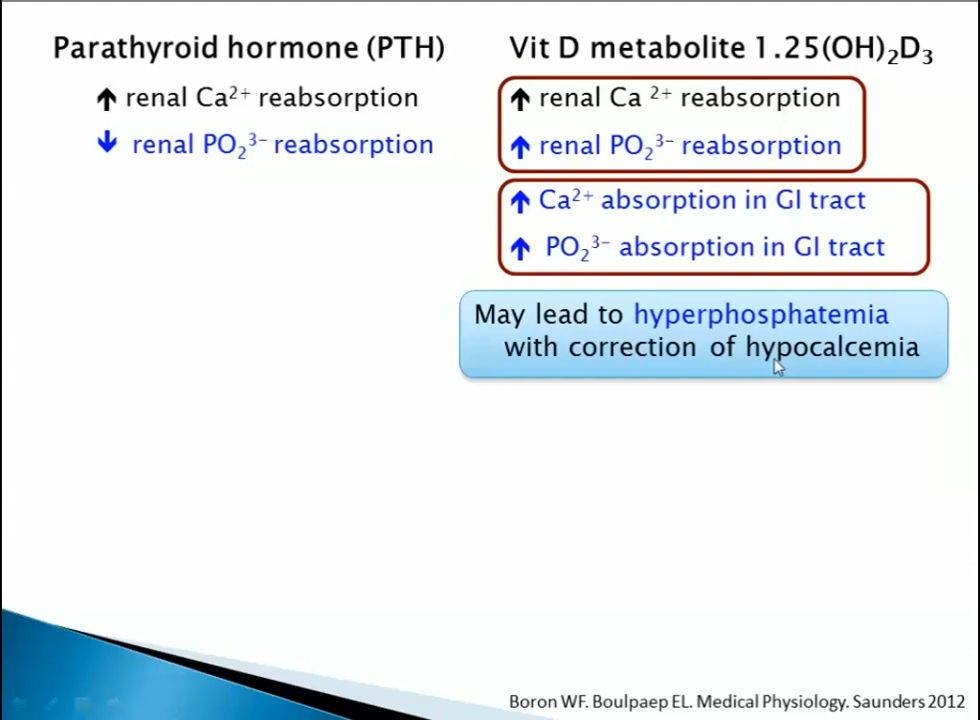 Parathyroid hormone (PTH)
↑ renal Ca²⁺ reabsorption
↓ renal PO₂³⁻ reabsorption
Vit D metabolite 1.25(OH)₂D₃
↑ renal Ca ²⁺ reabsorption
↑ renal PO₂³⁻ reabsorption
↑ Ca²⁺ absorption in GI tract
↑ PO₂³⁻ absorption in GI tract
May lead to hyperphosphatemia
with correction of hypocalcemia
Boron WF. Boulpaep EL. Medical Physiology. Saunders 2012